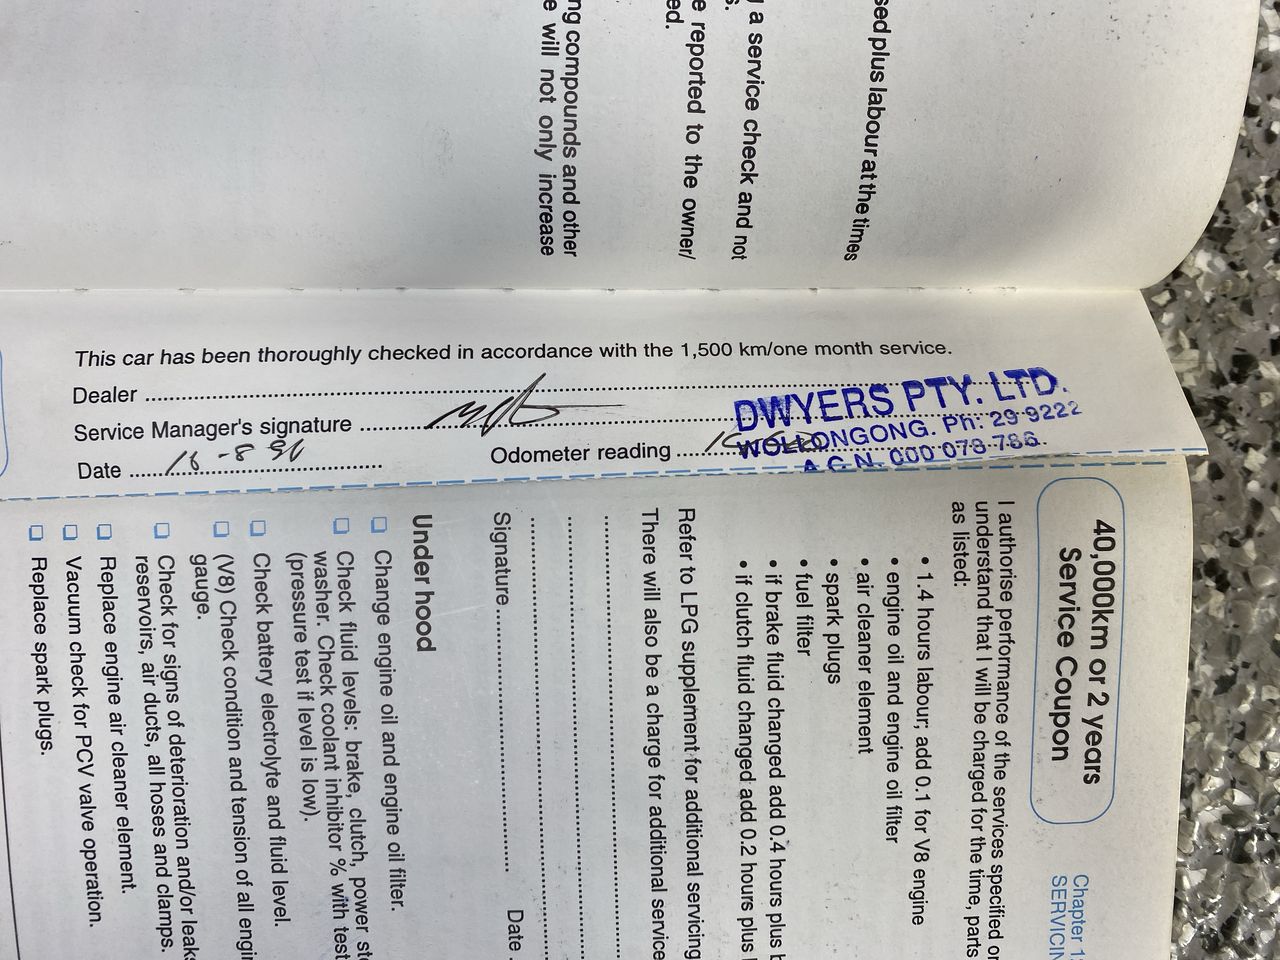 sed plus labour at the times
a service check and not
s.
e reported to the owner/
ed.
ng compounds and other
e will not only increase
This car has been thoroughly checked in accordance with the 1,500 km/one month service.
Dealer
DWYERS PTY. LTD.
WOLLONGONG. Ph: 29 9222
A.C.N. 000 079 786.
Service Manager's signature
Date 16-8-96
Odometer reading
Chapter 1
SERVICIN
40,000km or 2 years
Service Coupon
I authorise performance of the services specified or
understand that I will be charged for the time, parts
as listed:
• 1.4 hours labour; add 0.1 for V8 engine
• engine oil and engine oil filter
• air cleaner element
• spark plugs
• fuel filter
• if brake fluid changed add 0.4 hours plus b
• if clutch fluid changed add 0.2 hours plus
Refer to LPG supplement for additional servicing
There will also be a charge for additional service
Signature Date
Under hood
Change engine oil and engine oil filter.
Check fluid levels: brake, clutch, power st
washer. Check coolant inhibitor % with test
(pressure test if level is low).
Check battery electrolyte and fluid level.
(V8) Check condition and tension of all engin
gauge.
Check for signs of deterioration and/or leaks
reservoirs, air ducts, all hoses and clamps.
Replace engine air cleaner element.
Vacuum check for PCV valve operation.
Replace spark plugs.